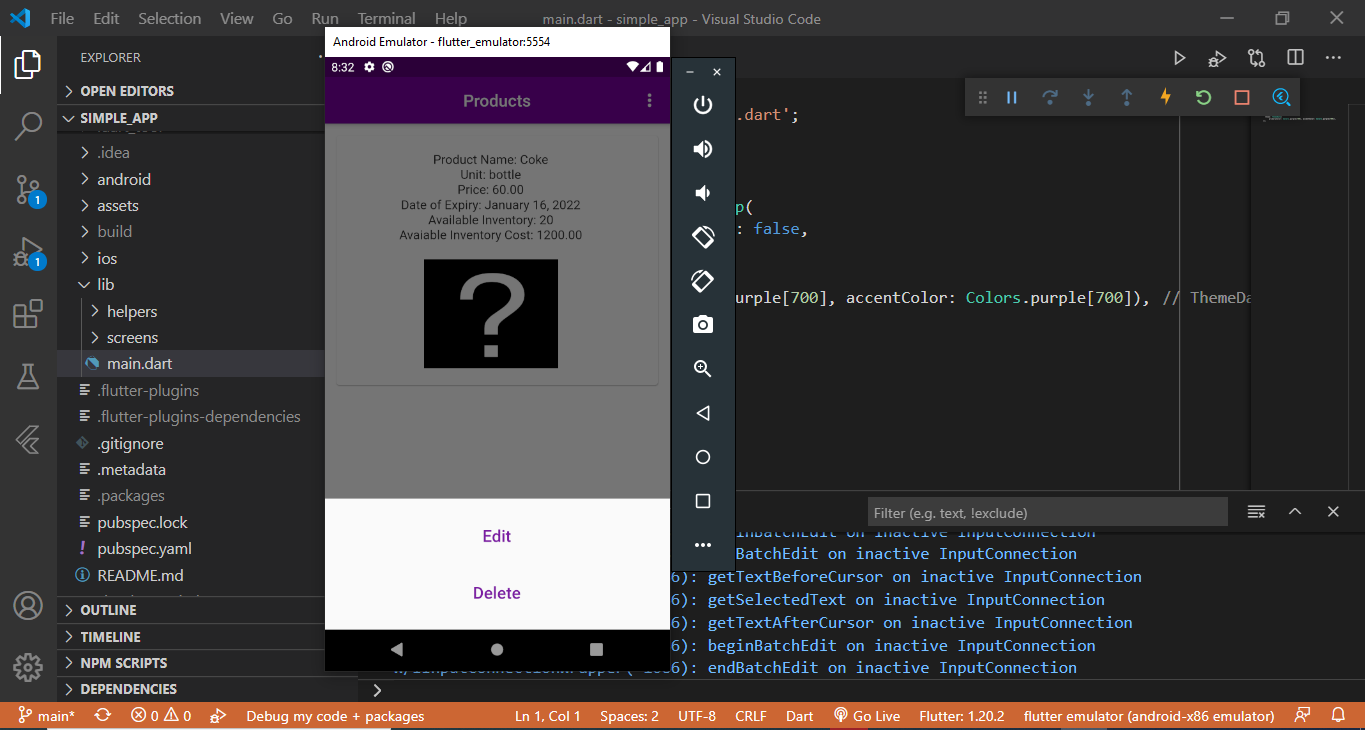 File Edit Selection View Go Run Terminal Help
main.dart - simple_app - Visual Studio Code
EXPLORER
OPEN EDITORS
SIMPLE_APP
.idea
android
assets
build
ios
lib
helpers
screens
main.dart
.flutter-plugins
.flutter-plugins-dependencies
.gitignore
.metadata
.packages
pubspec.lock
pubspec.yaml
README.md
OUTLINE
TIMELINE
NPM SCRIPTS
DEPENDENCIES
1
1
Android Emulator - flutter_emulator:5554
8:32
Products
Product Name: Coke
Unit: bottle
Price: 60.00
Date of Expiry: January 16, 2022
Available Inventory: 20
Avaiable Inventory Cost: 1200.00
?
Edit
Delete
.dart';
p(
: false,
urple[700], accentColor: Colors.purple[700]), // ThemeDa
Filter (e.g. text, !exclude)
inBatchEdit on inactive InputConnection
BatchEdit on inactive InputConnection
6): getTextBeforeCursor on inactive InputConnection
6): getSelectedText on inactive InputConnection
6): getTextAfterCursor on inactive InputConnection
6): beginBatchEdit on inactive InputConnection
6): endBatchEdit on inactive InputConnection
main* 0 0 Debug my code + packages Ln 1, Col 1 Spaces: 2 UTF-8 CRLF Dart Go Live Flutter: 1.20.2 flutter emulator (android-x86 emulator)